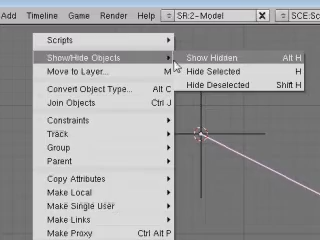 Add Timeline Game Render Help SR:2-Model SCE:Sce
Scripts
Show/Hide Objects
Show Hidden Alt H
Move to Layer... M
Hide Selected H
Hide Deselected Shift H
Convert Object Type... Alt C
Join Objects Ctrl J
Constraints
Track
Group
Parent
Copy Attributes
Make Local
Make Single User
Make Links
Make Proxy Ctrl Alt P